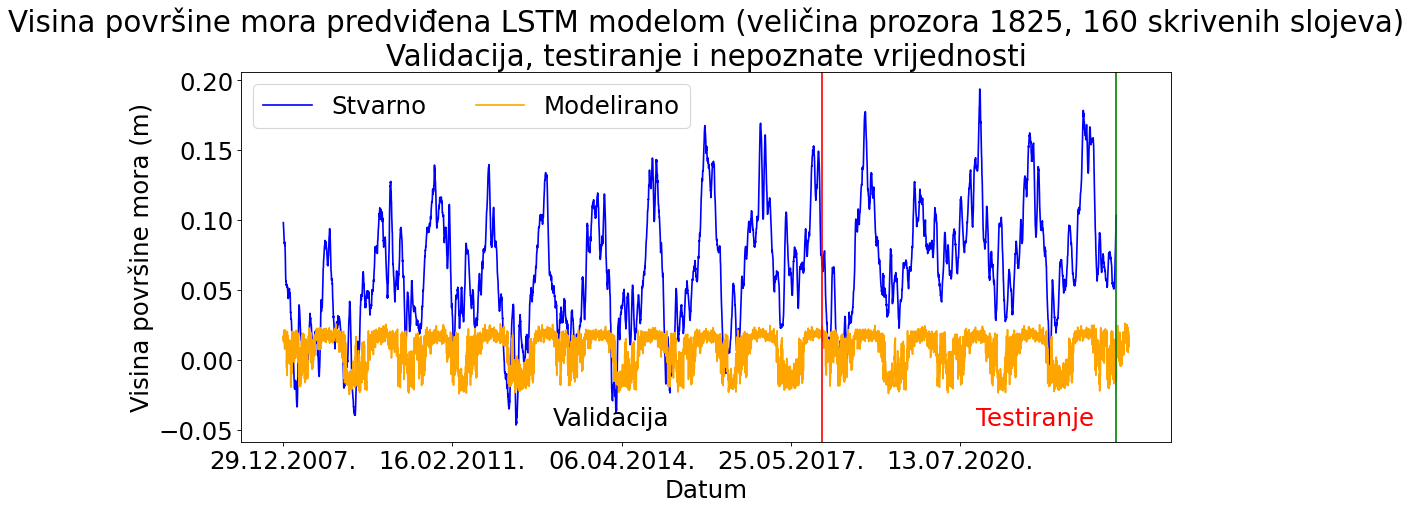 Visina površine mora predviđena LSTM modelom (veličina prozora 1825, 160 skrivenih slojeva)
Validacija, testiranje i nepoznate vrijednosti
Stvarno
Modelirano
Visina površine mora (m)
0.20
0.15
0.10
0.05
0.00
−0.05
Validacija
Testiranje
29.12.2007.
16.02.2011.
06.04.2014.
25.05.2017.
13.07.2020.
Datum